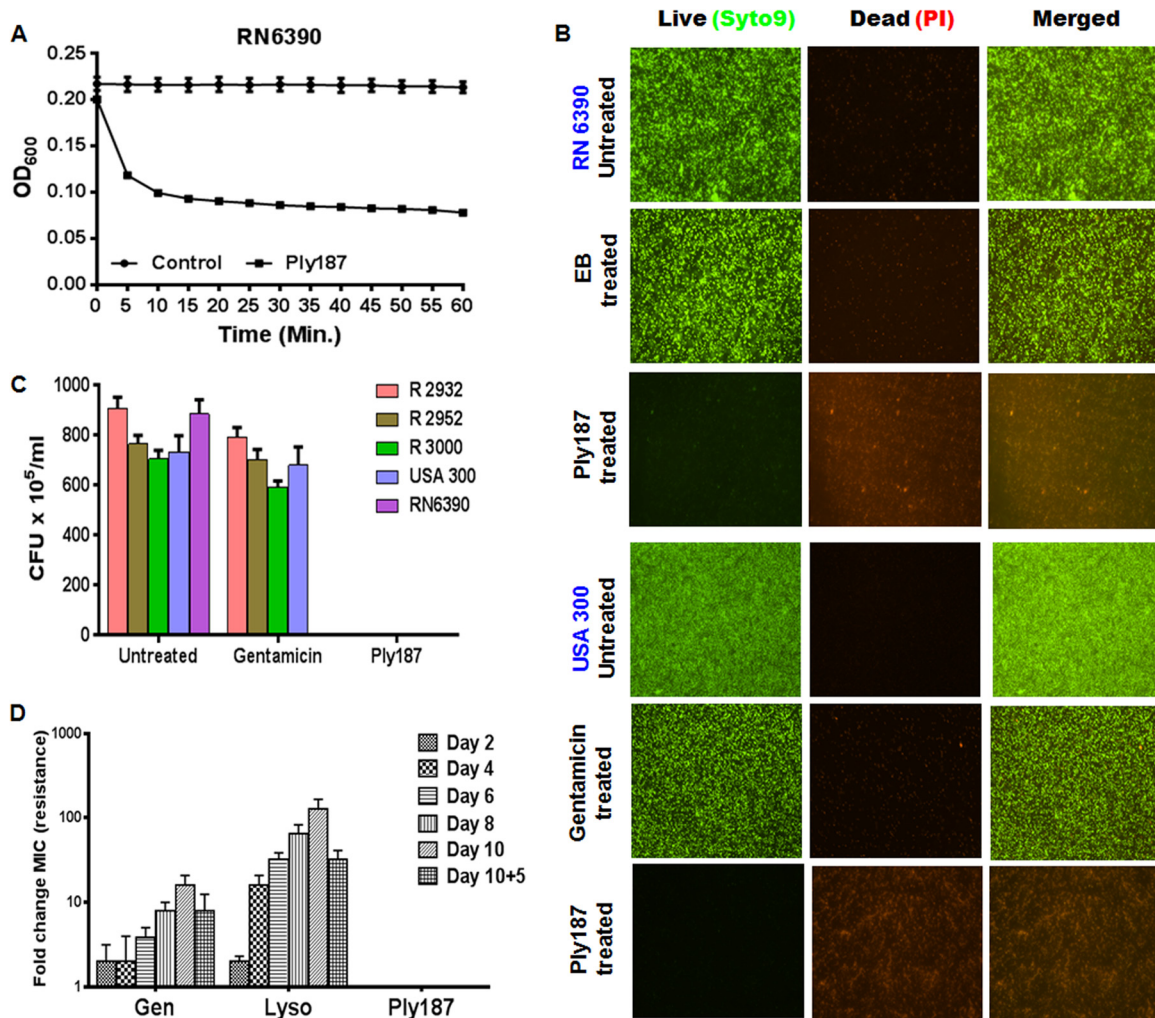 A
RN6390
OD600
0.20
0.15
0.10
0.05
0.00
Control
Ply187
0 5 10 15 20 25 30 35 40 45 50 55 60
Time (Min.)
B
Live (Syto9)
Dead (PI)
Merged
RN 6390
Untreated
EB
treated
Ply187
treated
USA 300
Untreated
Gentamicin
treated
Ply187
treated
C
CFU x 10⁵/ml
1000
800
600
400
200
0
Untreated
Gentamicin
Ply187
R 2932
R 2952
R 3000
USA 300
RN6390
D
Fold change MIC (resistance)
1000
100
10
1
Gen
Lyso
Ply187
Day 2
Day 4
Day 6
Day 8
Day 10
Day 10+5